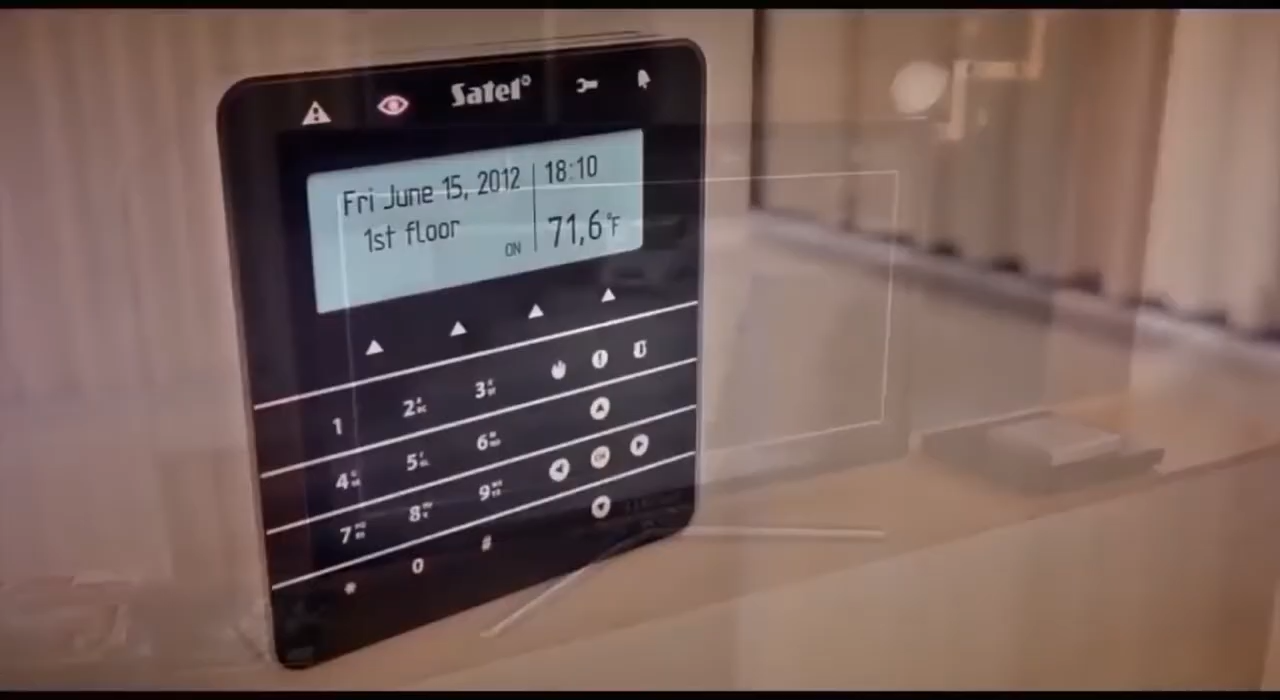 Satel®
Fri June 15, 2012 18:10
1st floor
ON 71,6 °F
1 2 3
4 5 6
7 8 9
* 0 #